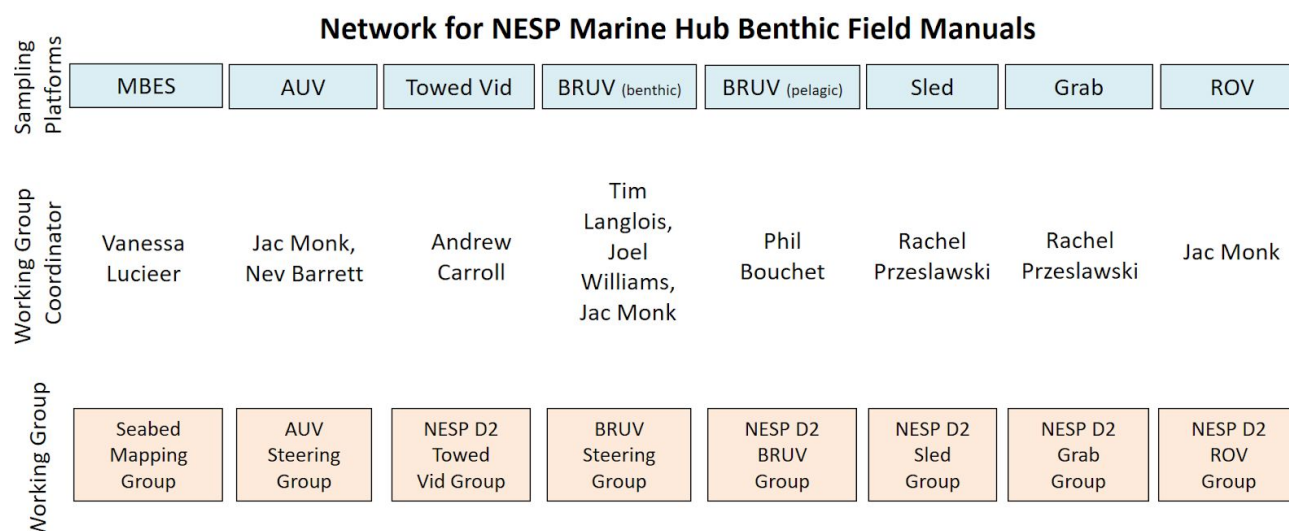 Network for NESP Marine Hub Benthic Field Manuals
Sampling
Platforms
MBES
AUV
Towed Vid
BRUV (benthic)
BRUV (pelagic)
Sled
Grab
ROV
Working Group
Coordinator
Vanessa
Lucieer
Jac Monk,
Nev Barrett
Andrew
Carroll
Tim
Langlois,
Joel
Williams,
Jac Monk
Phil
Bouchet
Rachel
Przeslawski
Rachel
Przeslawski
Jac Monk
Working Group
Seabed
Mapping
Group
AUV
Steering
Group
NESP D2
Towed
Vid Group
BRUV
Steering
Group
NESP D2
BRUV
Group
NESP D2
Sled
Group
NESP D2
Grab
Group
NESP D2
ROV
Group